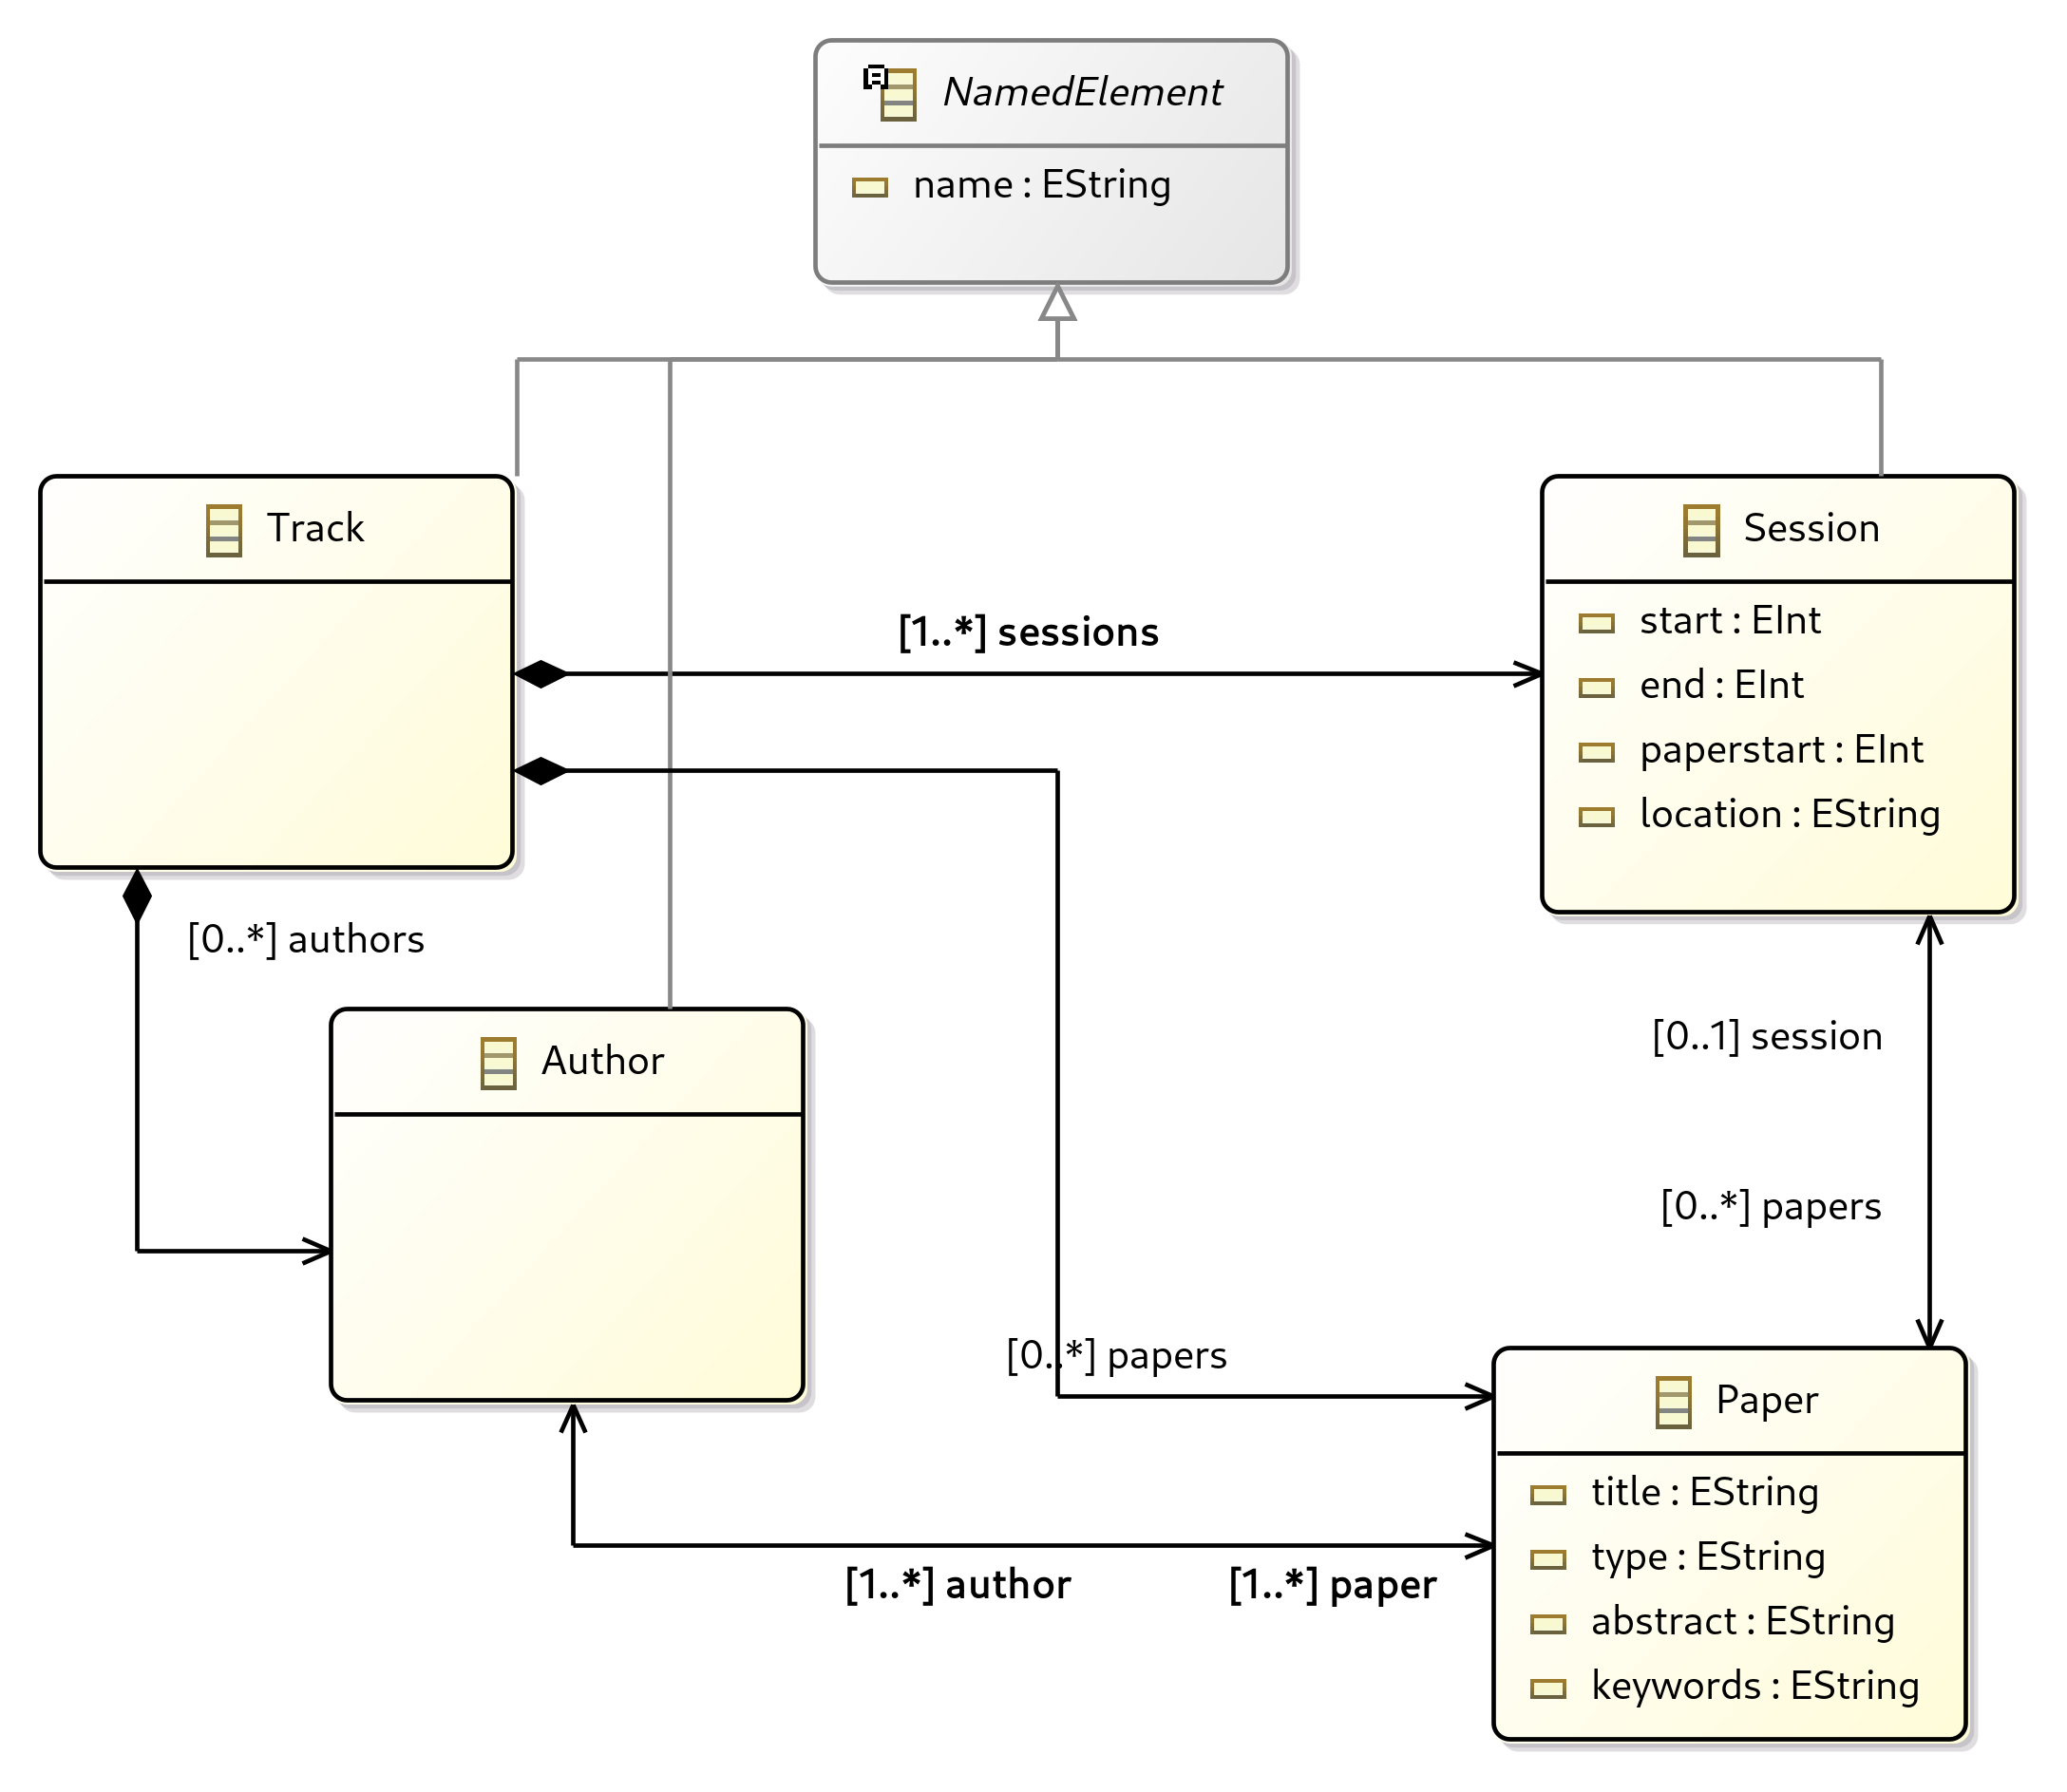 NamedElement
name : EString
Track
Session
start : EInt
end : EInt
paperstart : EInt
location : EString
[1..*] sessions
[0..*] authors
Author
[0..1] session
[0..*] papers
[0..*] papers
Paper
title : EString
type : EString
abstract : EString
keywords : EString
[1..*] author
[1..*] paper